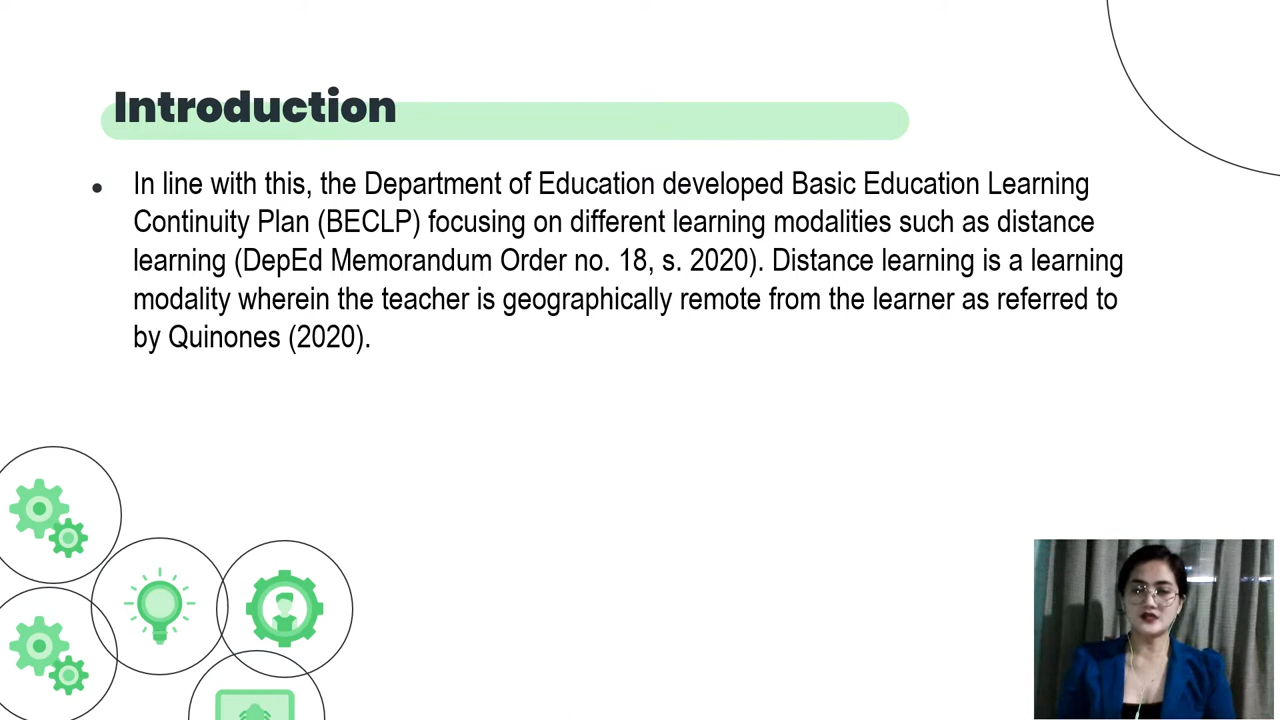 Introduction
• In line with this, the Department of Education developed Basic Education Learning
Continuity Plan (BECLP) focusing on different learning modalities such as distance
learning (DepEd Memorandum Order no. 18, s. 2020). Distance learning is a learning
modality wherein the teacher is geographically remote from the learner as referred to
by Quinones (2020).